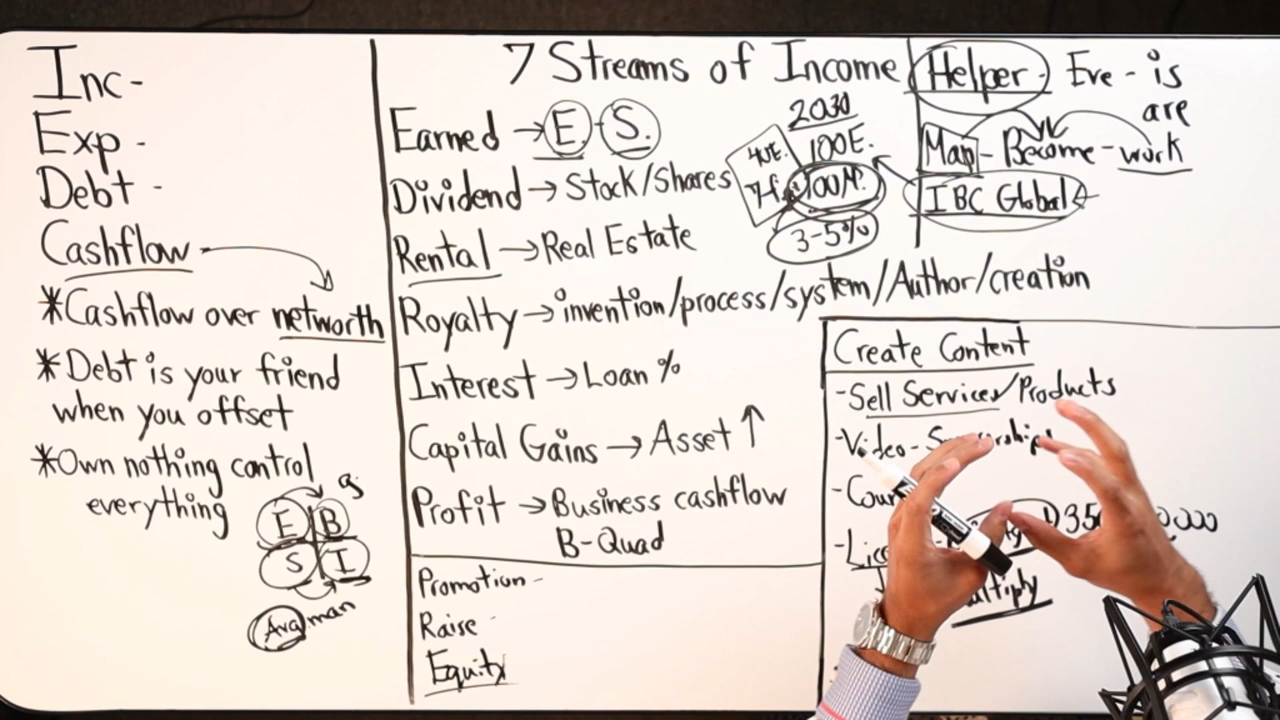 Inc-
Exp -
Debt -
Cashflow
*Cashflow over networth
*Debt is your friend
when you offset
*Own nothing control
everything
E B
S I
Avg man
7 Streams of Income
Earned → E. S.
Dividend → Stock/Shares
Rental → Real Estate
Royalty → invention/process/system/Author/creation
Interest → Loan %
Capital Gains → Asset ↑
Profit → Business cashflow
B-Quad
2030
100E.
100M.
3-5%
Promotion -
Raise -
Equity
Helper - Eve - is
are
Map - Become - work
IBC Global
Create Content
-Sell Services/Products
-Video-